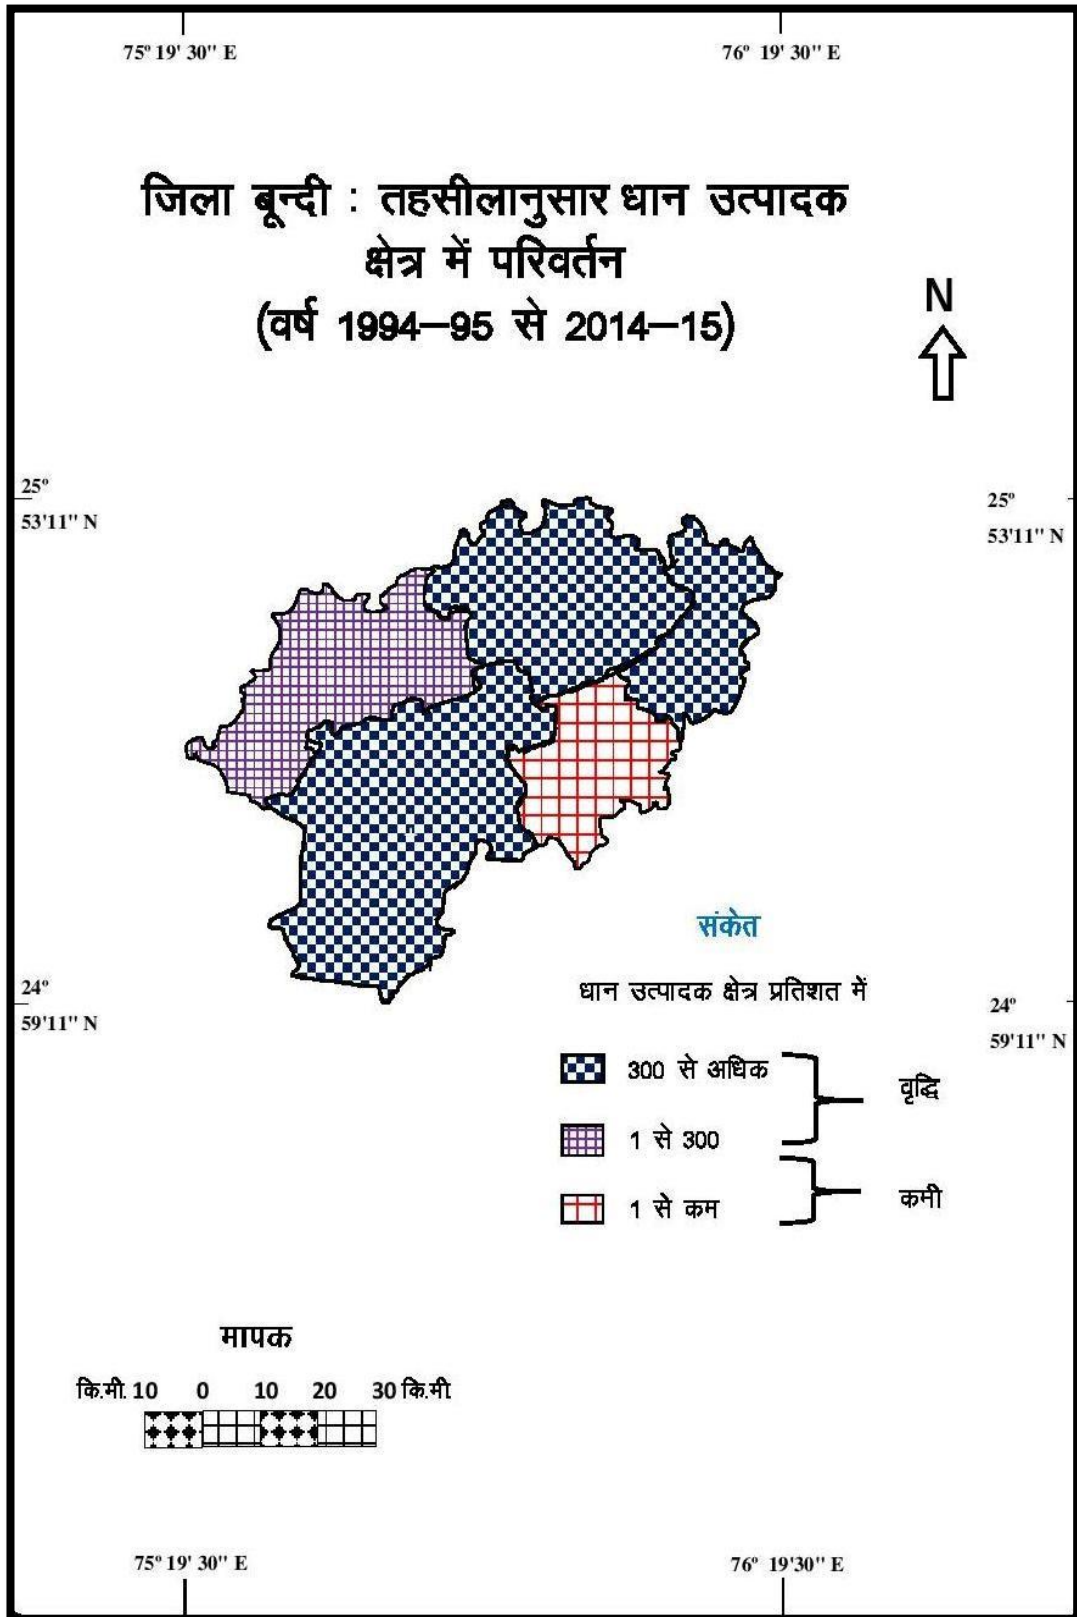 75º 19' 30" E
76º 19' 30" E
जिला बून्दी : तहसीलानुसार धान उत्पादक
क्षेत्र में परिवर्तन
(वर्ष 1994–95 से 2014–15)
N
25º
53'11" N
25º
53'11" N
संकेत
24º
59'11" N
धान उत्पादक क्षेत्र प्रतिशत में
24º
59'11" N
300 से अधिक
वृद्धि
1 से 300
1 से कम
कमी
मापक
कि.मी. 10 0 10 20 30 कि.मी
75º 19' 30" E
76º 19'30" E